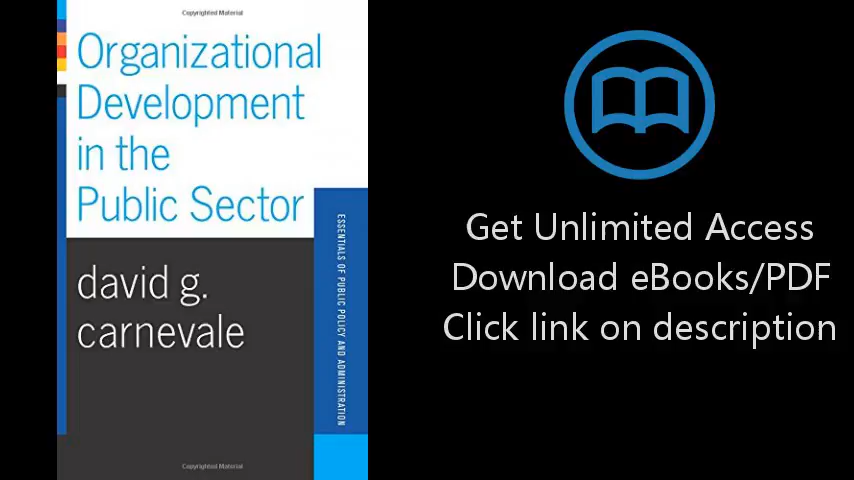 Copyrighted Material
Organizational
Development
in the
Public Sector
ESSENTIALS OF PUBLIC POLICY AND ADMINISTRATION
david g.
carnevale
Copyrighted Material
Get Unlimited Access
Download eBooks/PDF
Click link on description